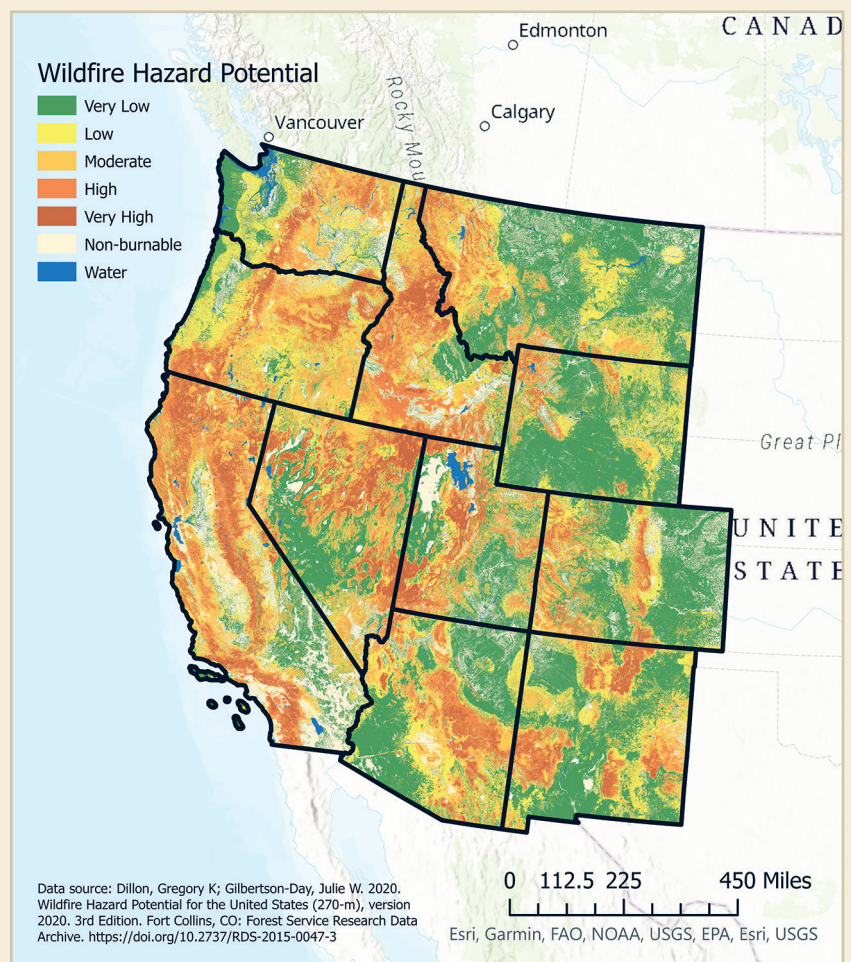 Edmonton
CANAD
Wildfire Hazard Potential
Very Low
Low
Moderate
High
Very High
Non-burnable
Water
Rocky Mou
Calgary
Vancouver
Great Pl
UNITE
STATE
0 112.5 225 450 Miles
Data source: Dillon, Gregory K; Gilbertson-Day, Julie W. 2020.
Wildfire Hazard Potential for the United States (270-m), version
2020. 3rd Edition. Fort Collins, CO: Forest Service Research Data
Archive. https://doi.org/10.2737/RDS-2015-0047-3
Esri, Garmin, FAO, NOAA, USGS, EPA, Esri, USGS